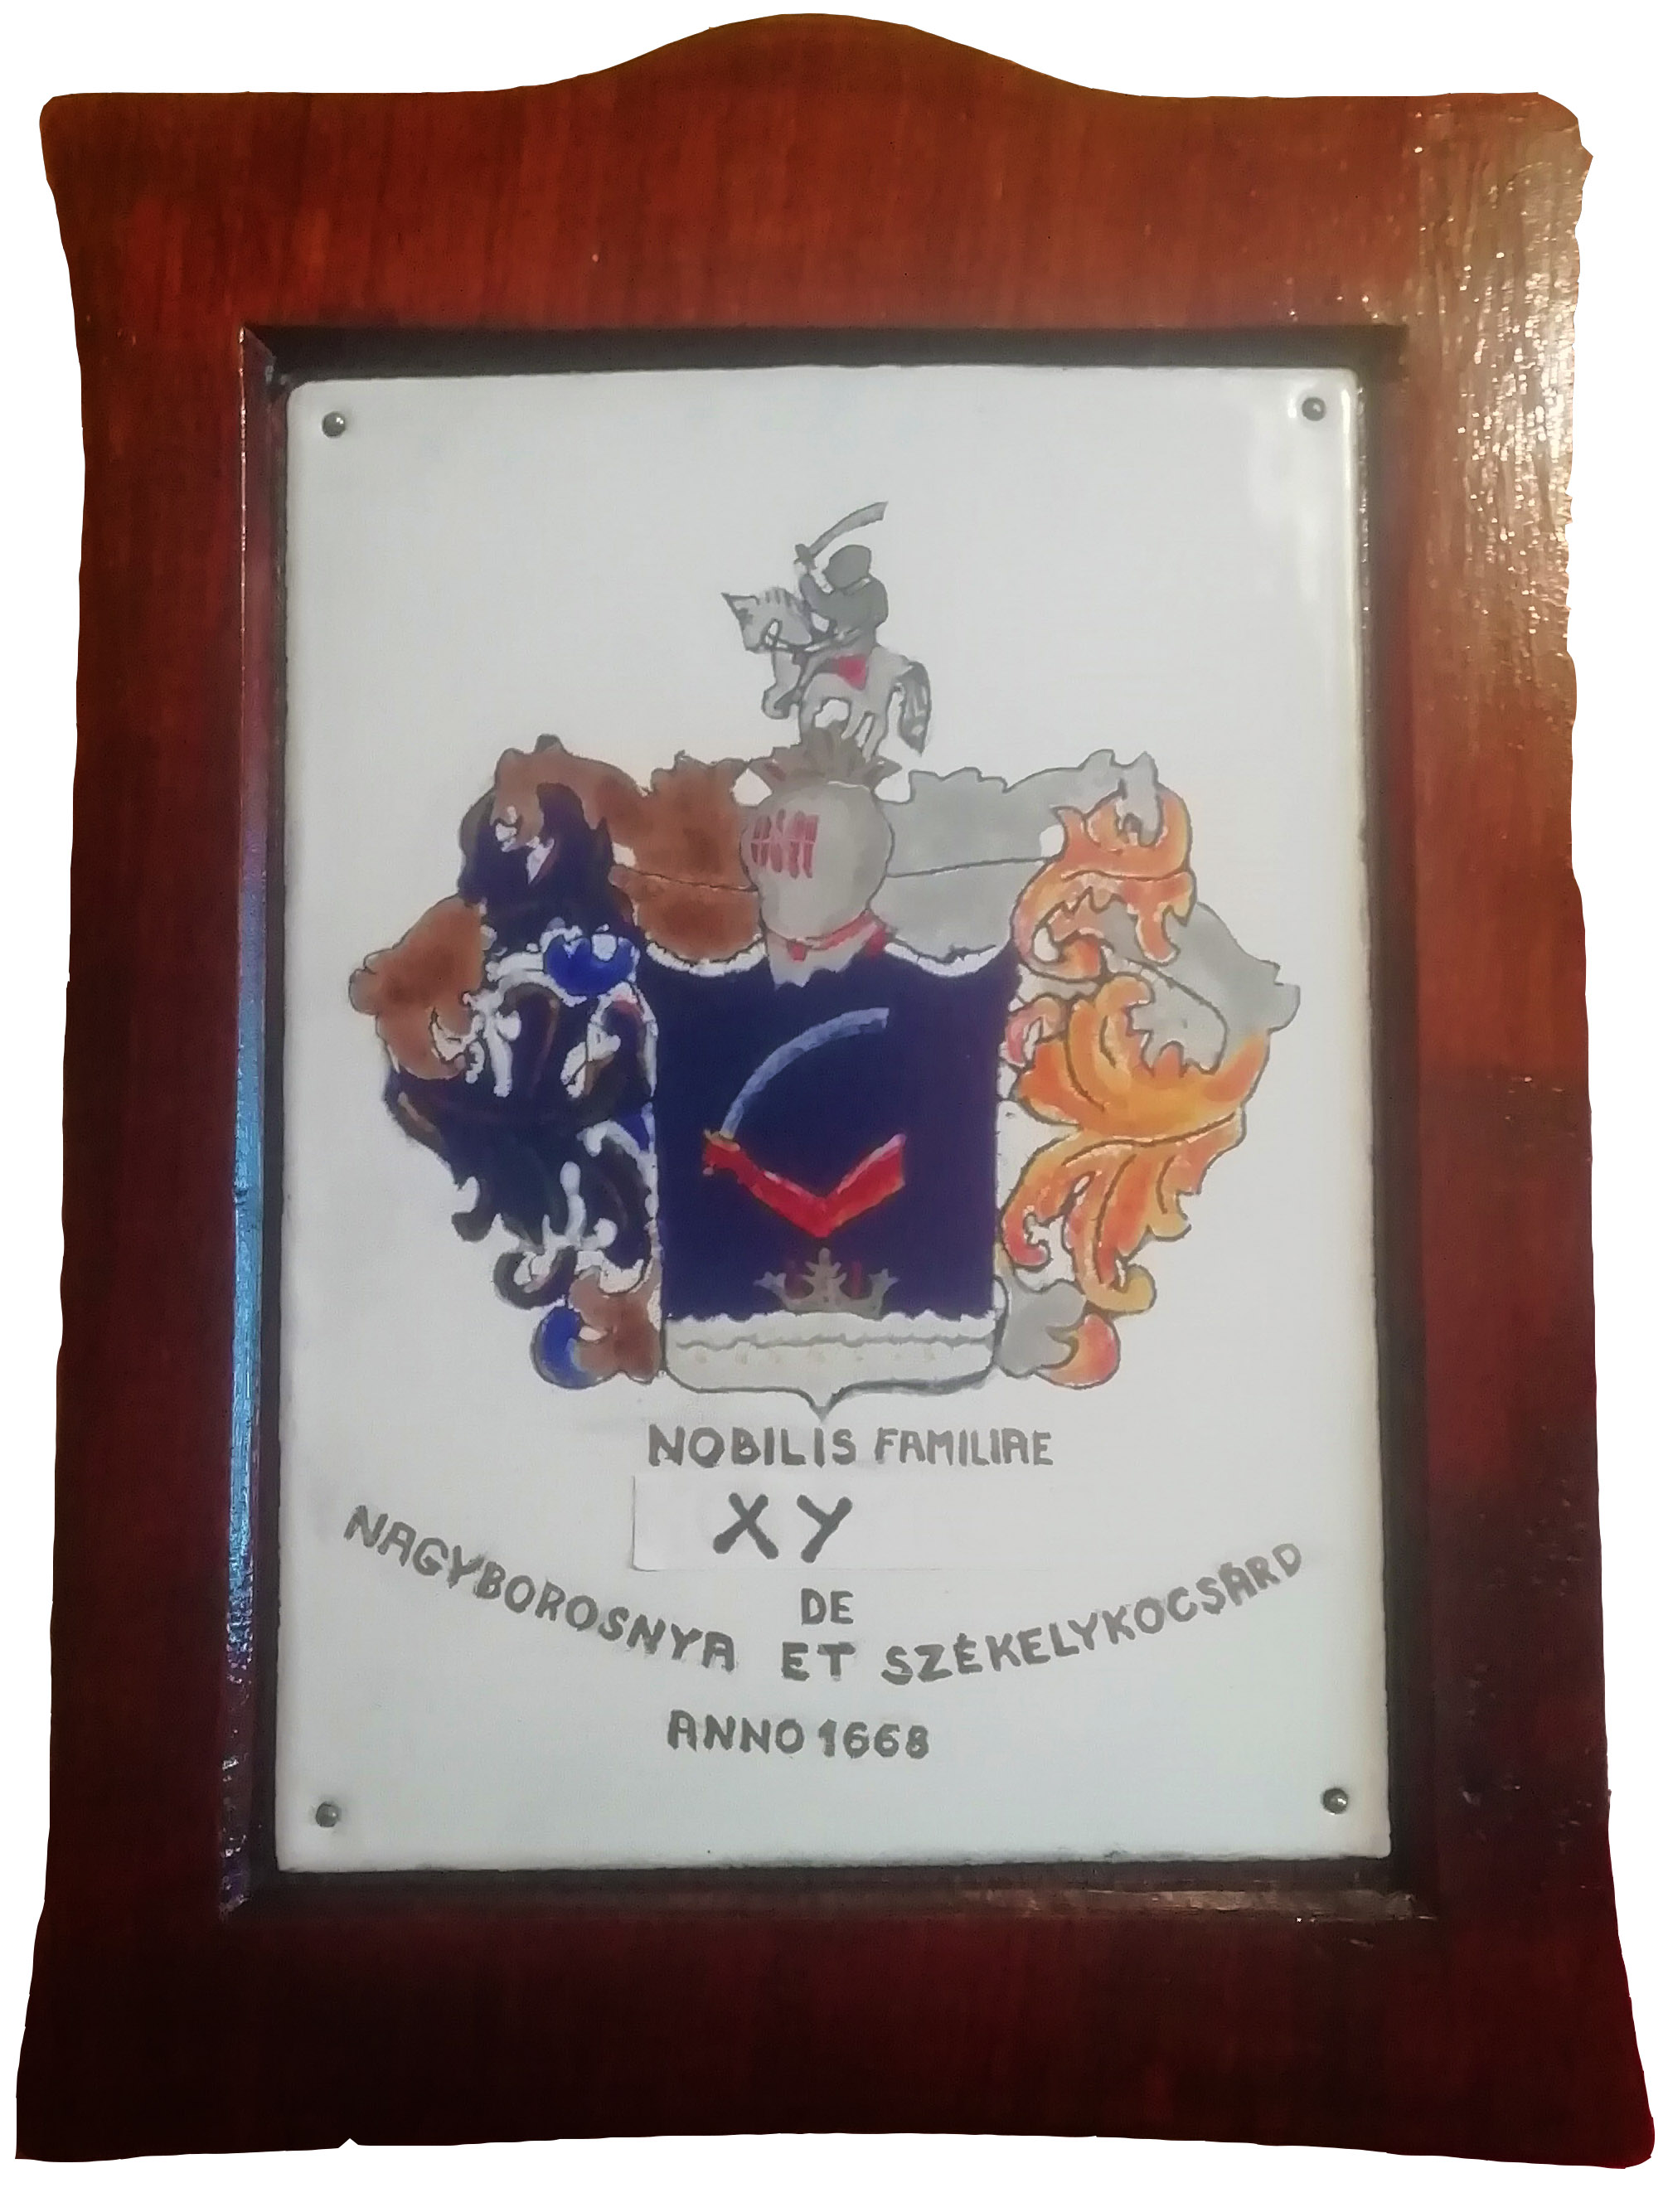 NOBILIS FAMILIAE
XY
DE
NAGYBOROSNYA ET SZÉKELYKOCSÁRD
ANNO 1668